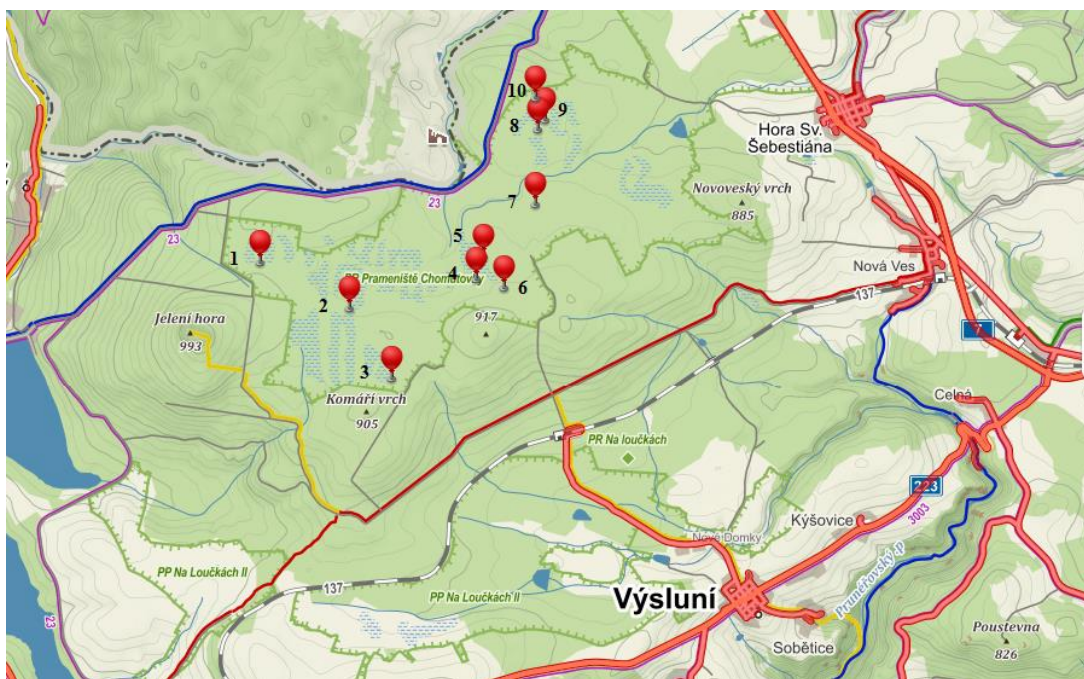 10
9
8
Hora Sv.
Šebestiána
7
Novoveský vrch
885
23
23
5
1
4
6
PP Prameniště Chomutovky
Nová Ves
137
2
Jelení hora
993
917
7
3
Komáří vrch
905
Celná
PR Na loučkách
223
Kýšovice
3003
Nové Domky
PP Na Loučkách II
137
PP Na Loučkách II
Výsluní
Prunéřovský .p
23
Sobětice
Poustevna
826